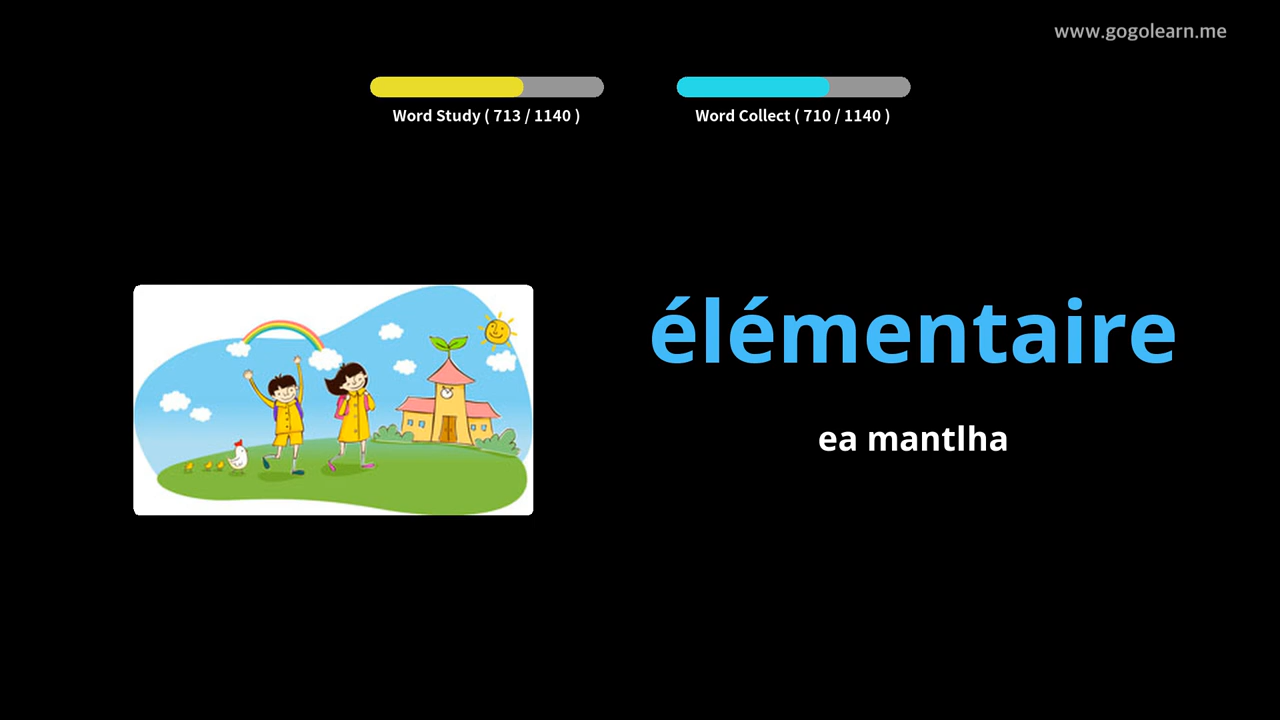 www.gogolearn.me
Word Study ( 713 / 1140 )
Word Collect ( 710 / 1140 )
élémentaire
ea mantlha